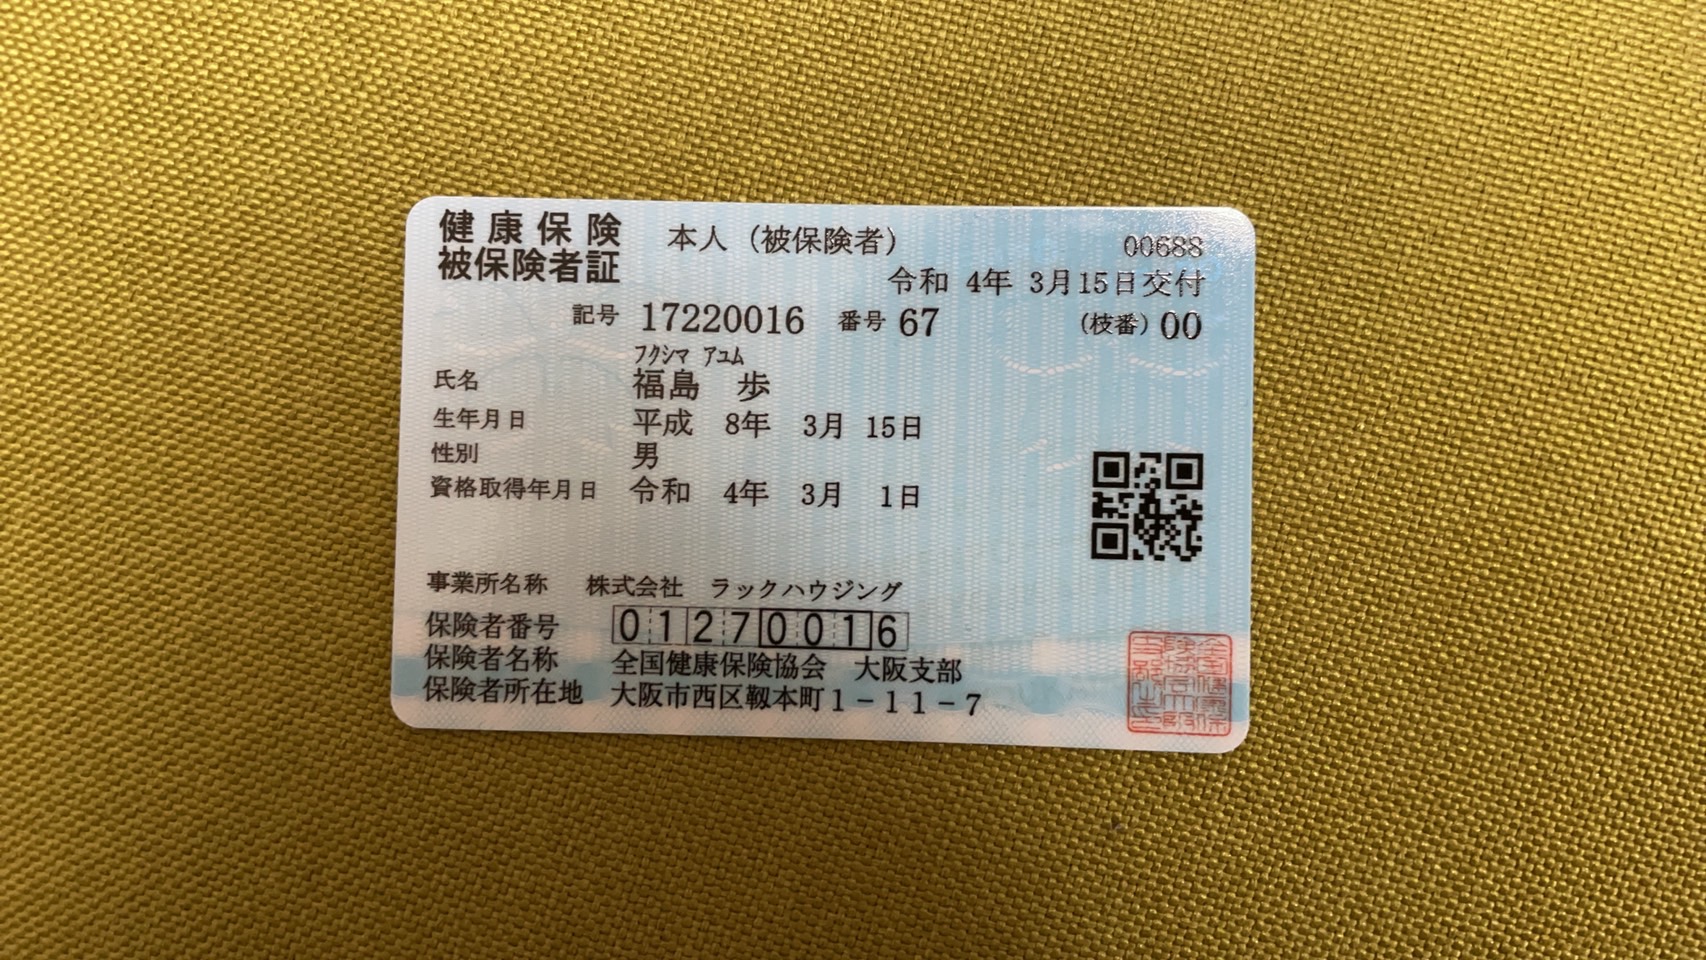 健康保険
被保険者証
本人（被保険者）
00688
令和 4年 3月15日交付
記号 17220016 番号 67 （枝番）00
フクシマ アユム
氏名 福島 歩
生年月日 平成 8年 3月 15日
性別 男
資格取得年月日 令和 4年 3月 1日
事業所名称 株式会社 ラックハウジング
保険者番号 01270016
保険者名称 全国健康保険協会 大阪支部
保険者所在地 大阪市西区靱本町1－11－7